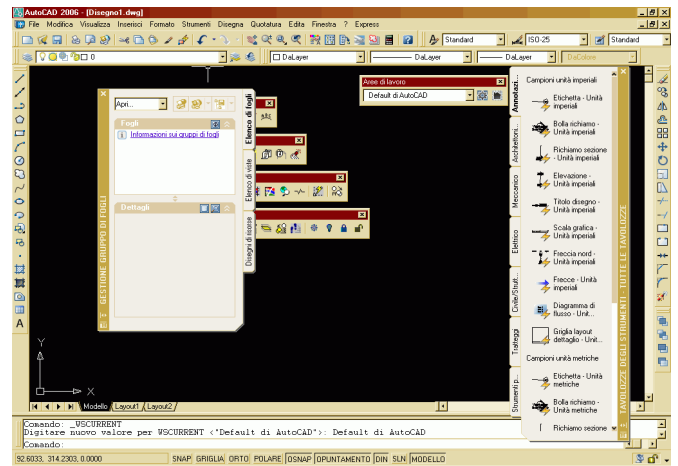 AutoCAD 2006 - [Disegno1.dwg]
File Modifica Visualizza Inserisci Formato Strumenti Disegna Quotatura Edita Finestra ? Express
Standard ISO-25 Standard
0 DaLayer DaLayer DaLayer DaColore
Aree di lavoro
Default di AutoCAD
Apri...
Fogli
Informazioni sui gruppi di fogli
Dettagli
GESTIONE GRUPPO DI FOGLI
Elenco di fogli
Elenco di viste
Disegni di risorse
Annotazi...
Architettoni...
Meccanico
Elettrico
Civile/Strutt...
Tratteggi
Strumenti p...
Campioni unità imperiali
Etichetta - Unità
imperiali
Bolla richiamo -
Unità imperiali
Richiamo sezione
- Unità imperiali
Elevazione -
Unità imperiali
Titolo disegno -
Unità imperiali
Scala grafica -
Unità imperiali
Freccia nord -
Unità imperiali
Frecce - Unità
imperiali
Diagramma di
flusso - Unit...
Griglia layout
dettaglio - Unit...
Campioni unità metriche
Etichetta - Unità
metriche
Bolla richiamo -
Unità metriche
Richiamo sezione
TAVOLOZZE DEGLI STRUMENTI - TUTTE LE TAVOLOZZE
A
Y
X
Modello Layout1 Layout2
Comando: _WSCURRENT
Digitare nuovo valore per WSCURRENT <"Default di AutoCAD">: Default di AutoCAD
Comando:
92.6033, 314.2303, 0.0000 SNAP GRIGLIA ORTO POLARE OSNAP OPUNTAMENTO DIN SLN MODELLO